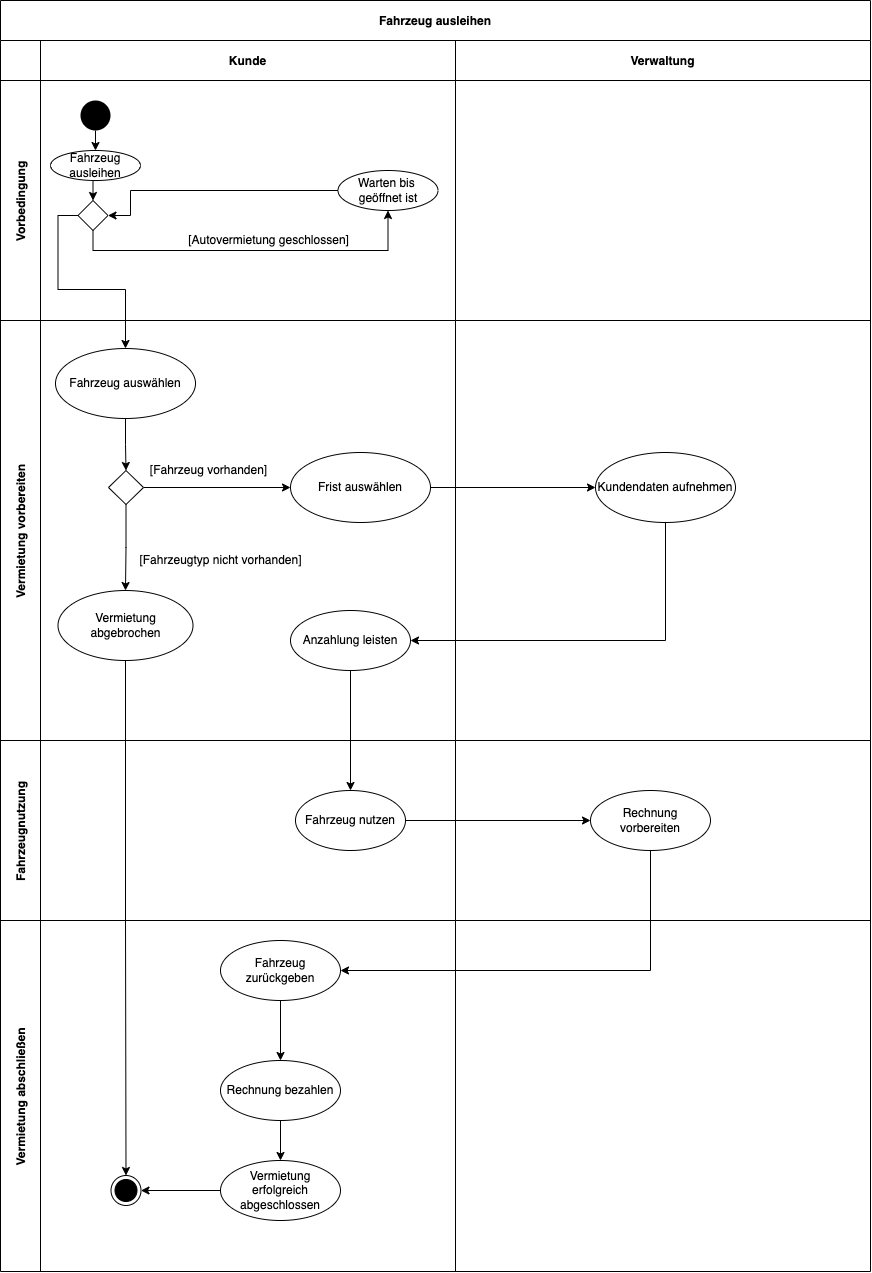 Fahrzeug ausleihen
Kunde
Verwaltung
Vorbedingung
Fahrzeug
ausleihen
Warten bis
geöffnet ist
[Autovermietung geschlossen]
Vermietung vorbereiten
Fahrzeug auswählen
[Fahrzeug vorhanden]
Frist auswählen
Kundendaten aufnehmen
[Fahrzeugtyp nicht vorhanden]
Vermietung
abgebrochen
Anzahlung leisten
Fahrzeugnutzung
Fahrzeug nutzen
Rechnung
vorbereiten
Vermietung abschließen
Fahrzeug
zurückgeben
Rechnung bezahlen
Vermietung
erfolgreich
abgeschlossen